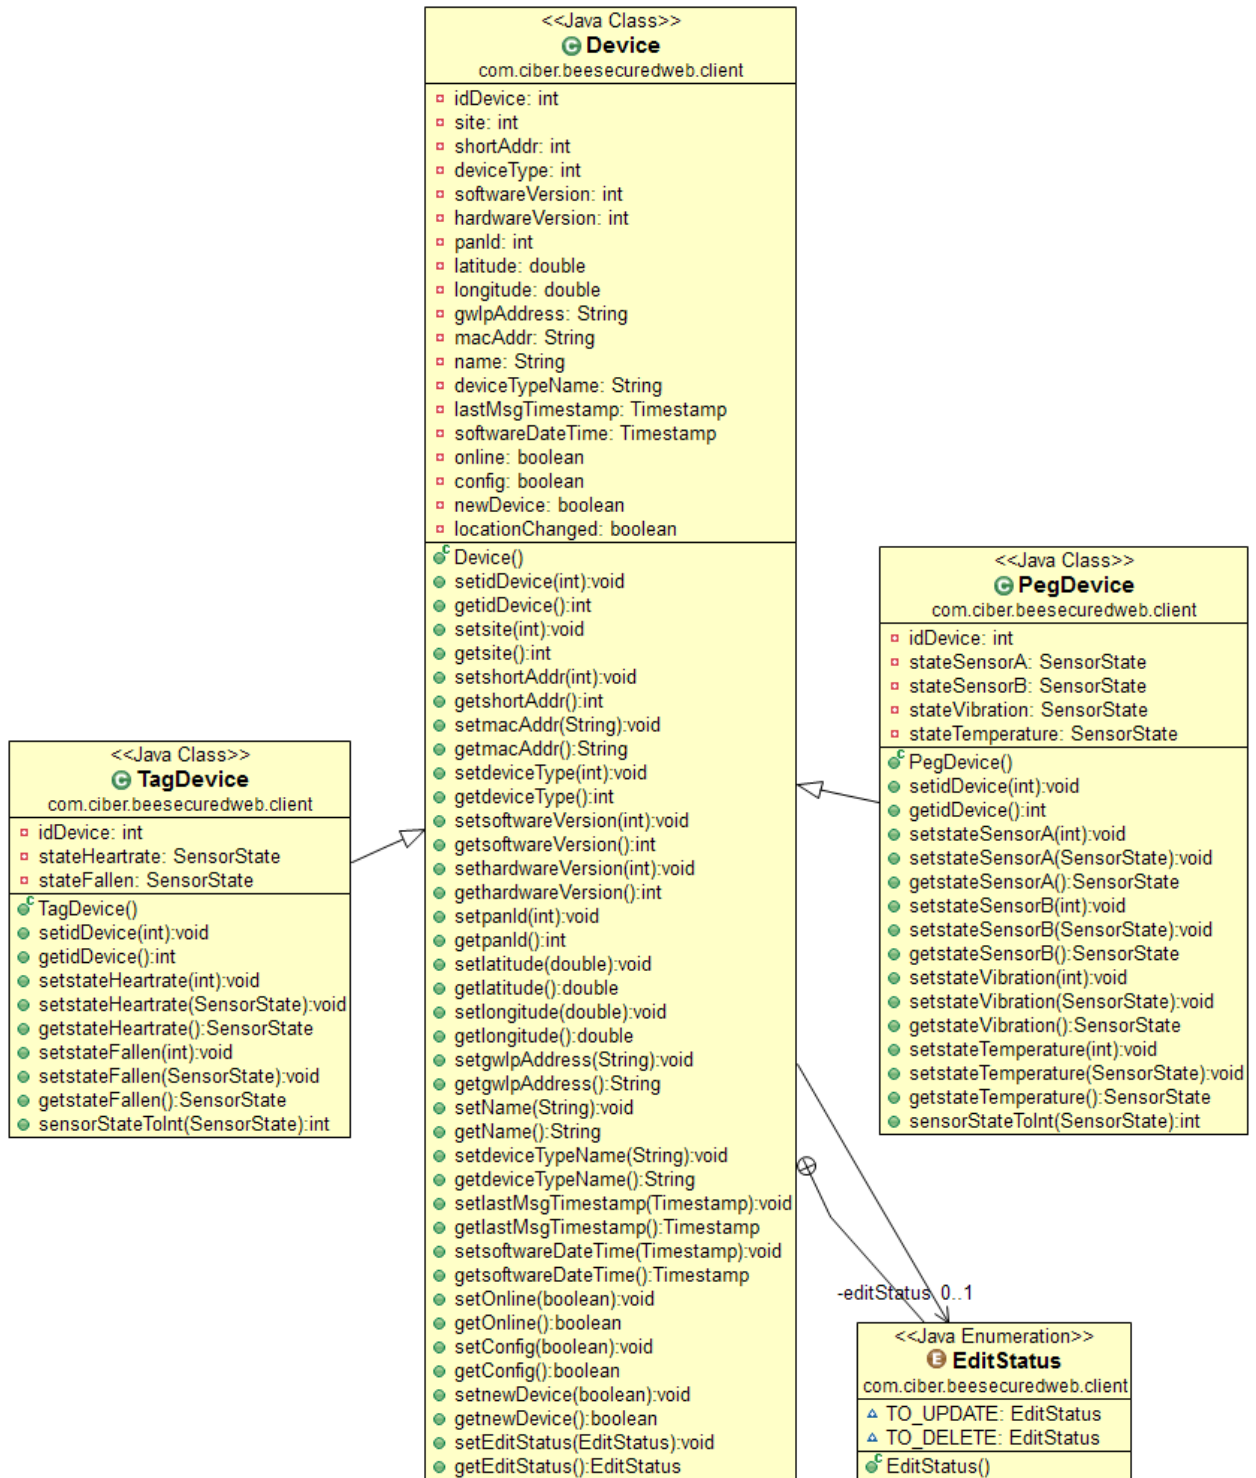 <<Java Class>>
Device
com.ciber.beesecuredweb.client
idDevice: int
site: int
shortAddr: int
deviceType: int
softwareVersion: int
hardwareVersion: int
panId: int
latitude: double
longitude: double
gwIpAddress: String
macAddr: String
name: String
deviceTypeName: String
lastMsgTimestamp: Timestamp
softwareDateTime: Timestamp
online: boolean
config: boolean
newDevice: boolean
locationChanged: boolean
Device()
setidDevice(int):void
getidDevice():int
setsite(int):void
getsite():int
setshortAddr(int):void
getshortAddr():int
setmacAddr(String):void
getmacAddr():String
setdeviceType(int):void
getdeviceType():int
setsoftwareVersion(int):void
getsoftwareVersion():int
sethardwareVersion(int):void
gethardwareVersion():int
setpanId(int):void
getpanId():int
setlatitude(double):void
getlatitude():double
setlongitude(double):void
getlongitude():double
setgwIpAddress(String):void
getgwIpAddress():String
setName(String):void
getName():String
setdeviceTypeName(String):void
getdeviceTypeName():String
setlastMsgTimestamp(Timestamp):void
getlastMsgTimestamp():Timestamp
setsoftwareDateTime(Timestamp):void
getsoftwareDateTime():Timestamp
setOnline(boolean):void
getOnline():boolean
setConfig(boolean):void
getConfig():boolean
setnewDevice(boolean):void
getnewDevice():boolean
setEditStatus(EditStatus):void
getEditStatus():EditStatus
<<Java Class>>
TagDevice
com.ciber.beesecuredweb.client
idDevice: int
stateHeartrate: SensorState
stateFallen: SensorState
TagDevice()
setidDevice(int):void
getidDevice():int
setstateHeartrate(int):void
setstateHeartrate(SensorState):void
getstateHeartrate():SensorState
setstateFallen(int):void
setstateFallen(SensorState):void
getstateFallen():SensorState
sensorStateToInt(SensorState):int
<<Java Class>>
PegDevice
com.ciber.beesecuredweb.client
idDevice: int
stateSensorA: SensorState
stateSensorB: SensorState
stateVibration: SensorState
stateTemperature: SensorState
PegDevice()
setidDevice(int):void
getidDevice():int
setstateSensorA(int):void
setstateSensorA(SensorState):void
getstateSensorA():SensorState
setstateSensorB(int):void
setstateSensorB(SensorState):void
getstateSensorB():SensorState
setstateVibration(int):void
setstateVibration(SensorState):void
getstateVibration():SensorState
setstateTemperature(int):void
setstateTemperature(SensorState):void
getstateTemperature():SensorState
sensorStateToInt(SensorState):int
-editStatus 0..1
<<Java Enumeration>>
EditStatus
com.ciber.beesecuredweb.client
TO_UPDATE: EditStatus
TO_DELETE: EditStatus
EditStatus()